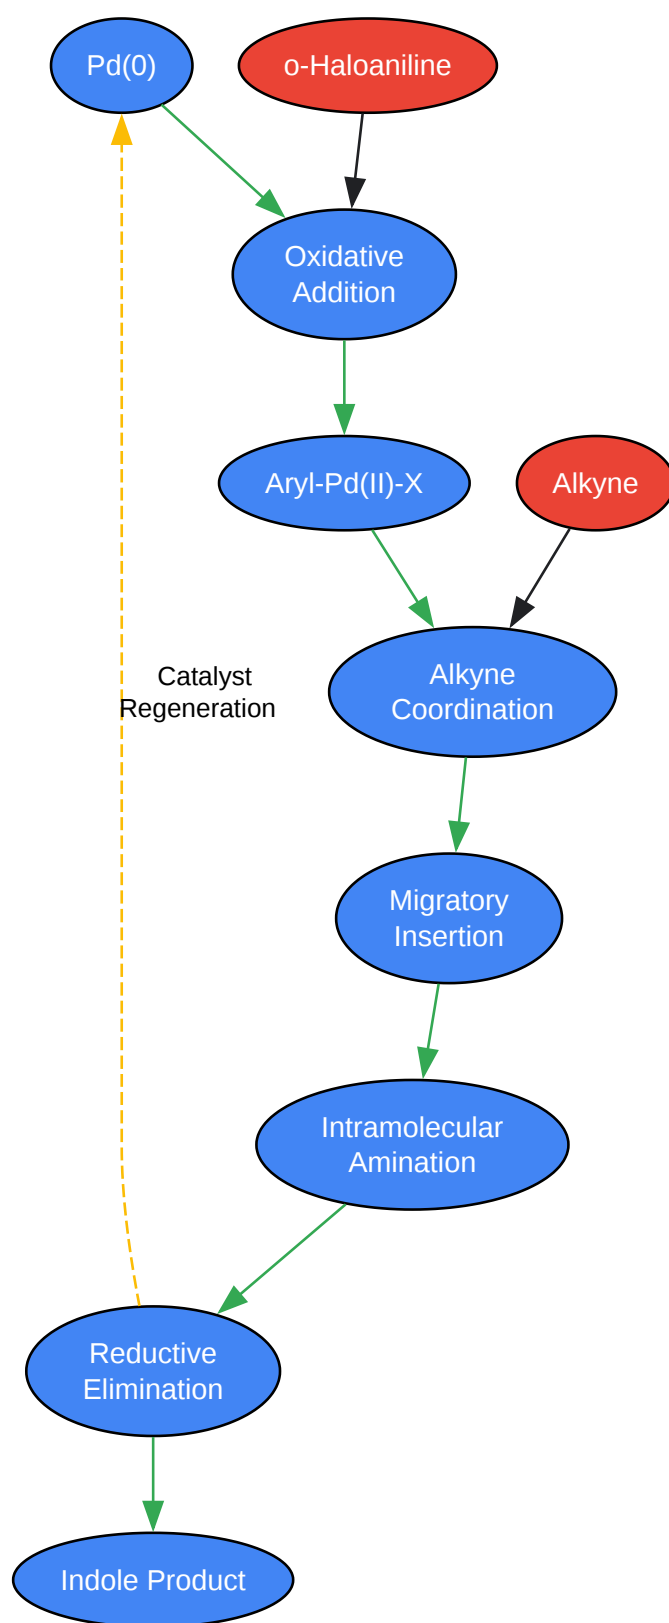 Pd(0)
o-Haloaniline
Oxidative
Addition
Aryl-Pd(II)-X
Alkyne
Alkyne
Coordination
Catalyst
Regeneration
Migratory
Insertion
Intramolecular
Amination
Reductive
Elimination
Indole Product